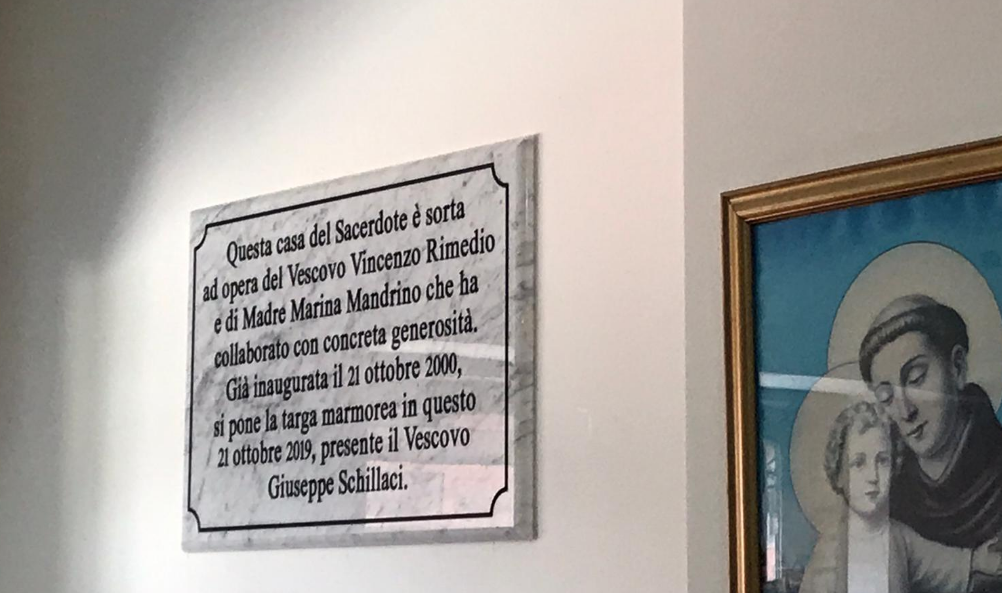 Questa casa del Sacerdote è sorta
ad opera del Vescovo Vincenzo Rimedio
e di Madre Marina Mandrino che ha
collaborato con concreta generosità.
Già inaugurata il 21 ottobre 2000,
si pone la targa marmorea in questo
21 ottobre 2019, presente il Vescovo
Giuseppe Schillaci.